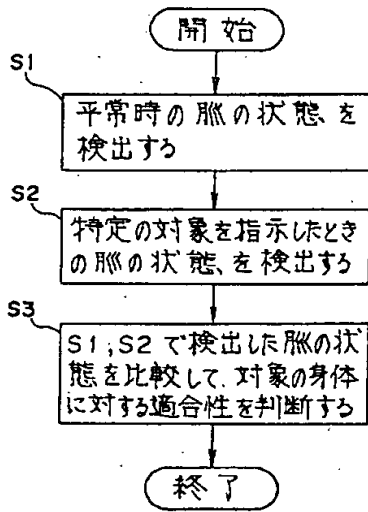 開始
S1
平常時の脈の状態を
検出する
S2
特定の対象を指示したとき
の脈の状態を検出する
S3
S1,S2で検出した脈の状
態を比較して、対象の身体
に対する適合性を判断する
終了